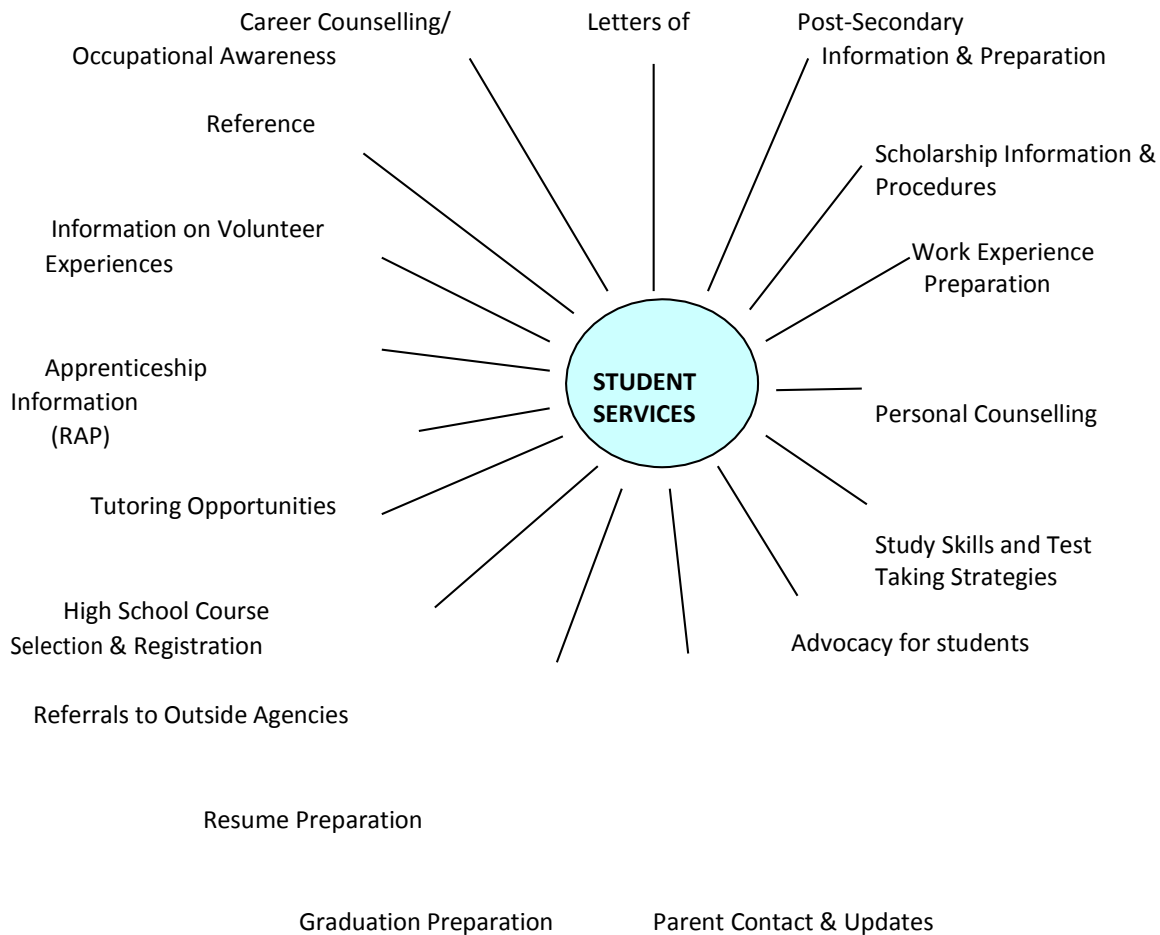 Career Counselling/ Letters of Post-Secondary
Occupational Awareness Information & Preparation
Reference
Scholarship Information &
Procedures
Information on Volunteer
Experiences
Work Experience
Preparation
Apprenticeship
Information
(RAP)
STUDENT
SERVICES
Personal Counselling
Tutoring Opportunities
Study Skills and Test
Taking Strategies
High School Course
Selection & Registration
Advocacy for students
Referrals to Outside Agencies
Resume Preparation
Graduation Preparation Parent Contact & Updates